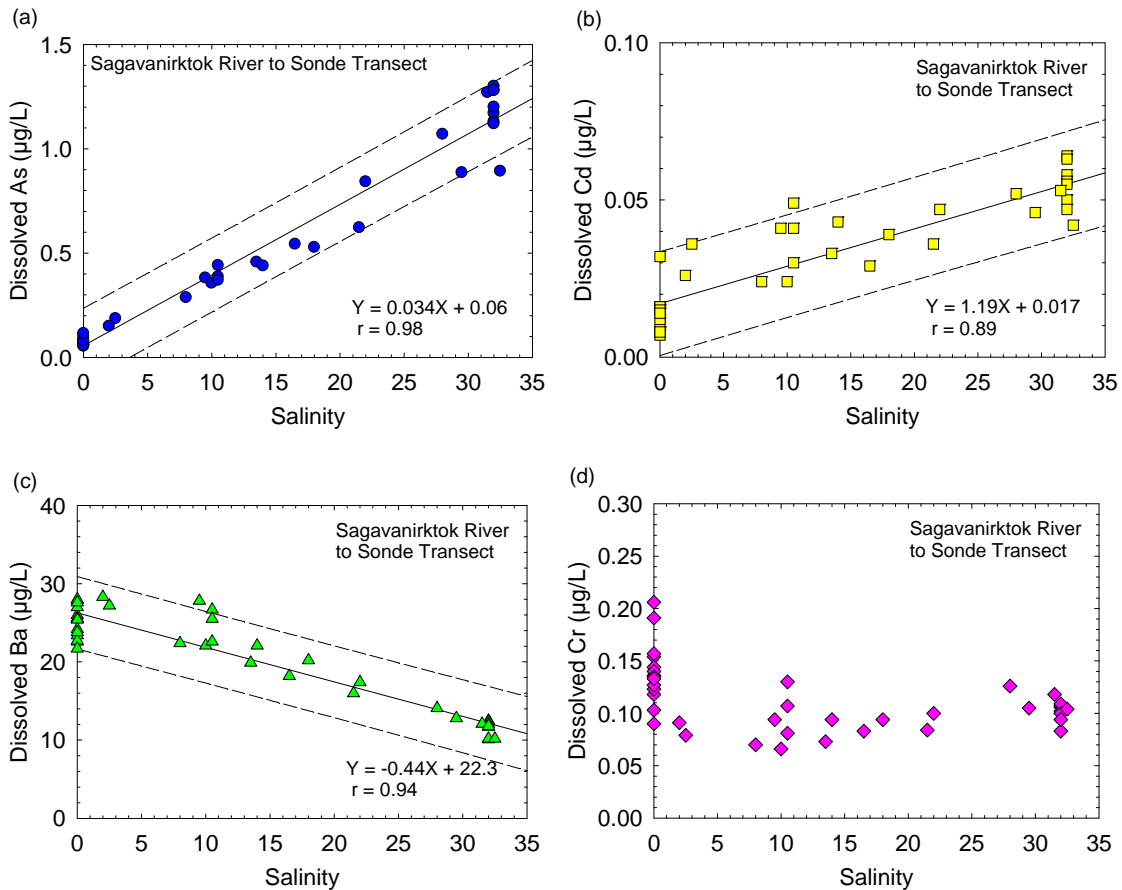 (a)
1.5
1.0
0.5
0.0
Dissolved As (µg/L)
Sagavanirktok River to Sonde Transect
Y = 0.034X + 0.06
r = 0.98
0 5 10 15 20 25 30 35
Salinity
(b)
0.10
0.05
0.00
Dissolved Cd (µg/L)
Sagavanirktok River
to Sonde Transect
Y = 1.19X + 0.017
r = 0.89
0 5 10 15 20 25 30 35
Salinity
(c)
40
30
20
10
0
Dissolved Ba (µg/L)
Sagavanirktok River
to Sonde Transect
Y = -0.44X + 22.3
r = 0.94
0 5 10 15 20 25 30 35
Salinity
(d)
0.30
0.25
0.20
0.15
0.10
0.05
0.00
Dissolved Cr (µg/L)
Sagavanirktok River
to Sonde Transect
0 5 10 15 20 25 30 35
Salinity